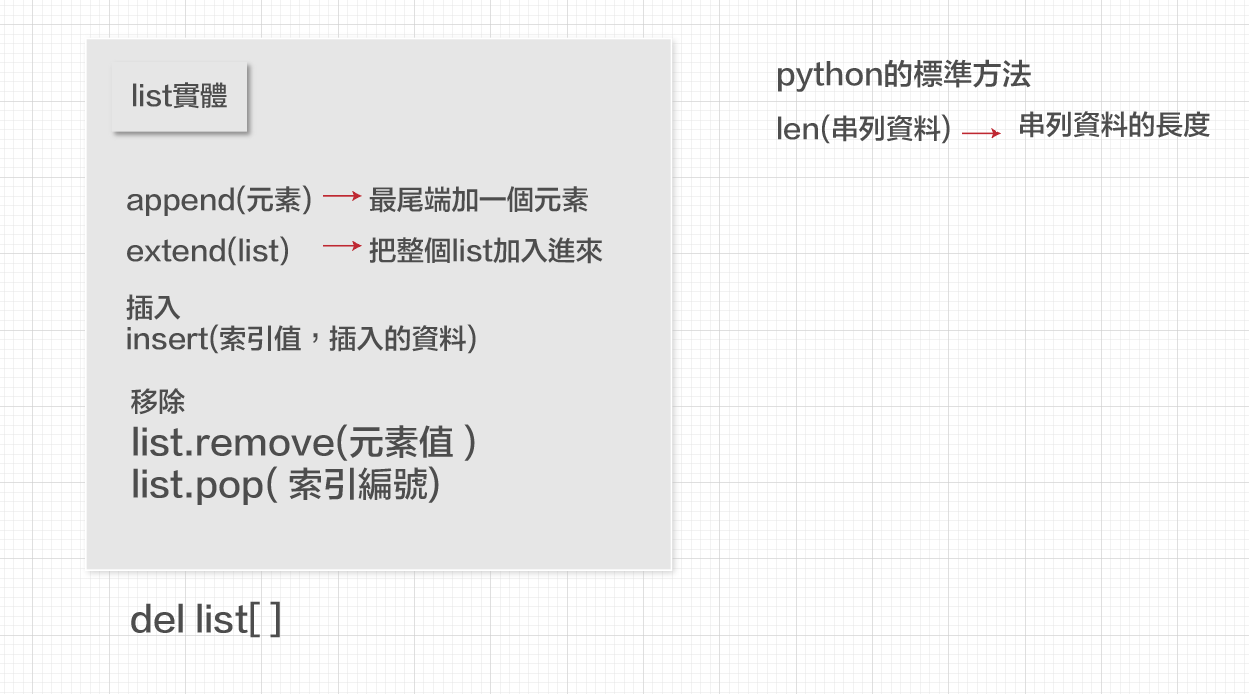 list實體
append(元素) → 最尾端加一個元素
extend(list) → 把整個list加入進來
插入
insert(索引值，插入的資料)
移除
list.remove(元素值 )
list.pop( 索引編號)
del list[ ]
python的標準方法
len(串列資料) → 串列資料的長度